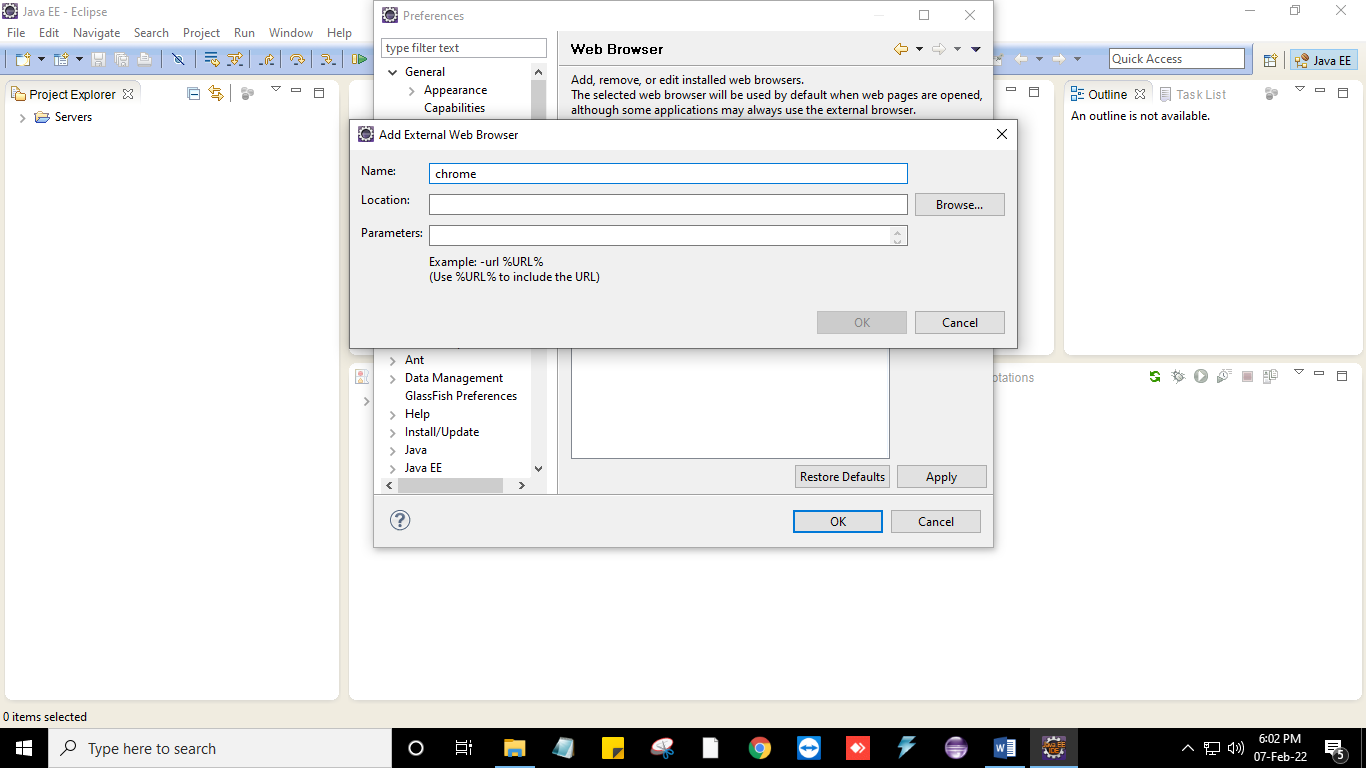 Java EE - Eclipse
File Edit Navigate Search Project Run Window Help
Quick Access
Java EE
Project Explorer
Servers
Preferences
type filter text
General
Appearance
Capabilities
Web Browser
Add, remove, or edit installed web browsers.
The selected web browser will be used by default when web pages are opened,
although some applications may always use the external browser.
Outline
Task List
An outline is not available.
Add External Web Browser
Name:
chrome
Location:
Browse...
Parameters:
Example: -url %URL%
(Use %URL% to include the URL)
OK
Cancel
Ant
Data Management
GlassFish Preferences
Help
Install/Update
Java
Java EE
Restore Defaults
Apply
OK
Cancel
0 items selected
Type here to search
6:02 PM
07-Feb-22
5